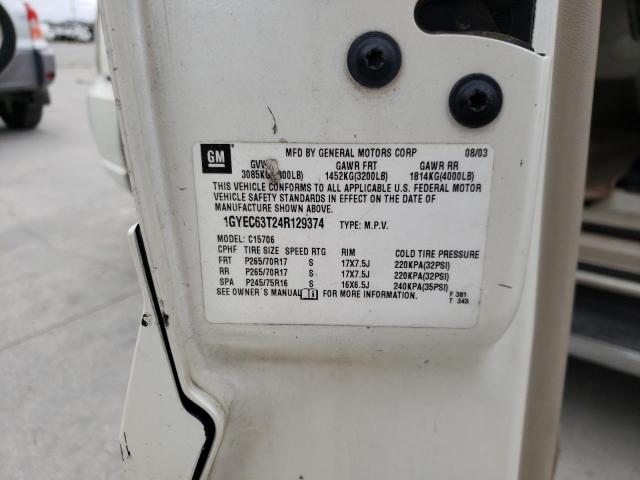 GM
MFD BY GENERAL MOTORS CORP 08/03
GAWR FRT GAWR RR
1452KG(3200LB) 1814KG(4000LB)
THIS VEHICLE CONFORMS TO ALL APPLICABLE U.S. FEDERAL MOTOR
VEHICLE SAFETY STANDARDS IN EFFECT ON THE DATE OF
MANUFACTURE SHOWN ABOVE.
1GYEC63T24R129374 TYPE: M.P.V.
MODEL: C15706
CPHF TIRE SIZE SPEED RTG RIM COLD TIRE PRESSURE
FRT P265/70R17 S 17X7.5J 220KPA(32PSI)
RR P265/70R17 S 17X7.5J 220KPA(32PSI)
SPA P245/75R16 S 16X6.5J 240KPA(35PSI)
SEE OWNER'S MANUAL FOR MORE INFORMATION.
F 301
T 343